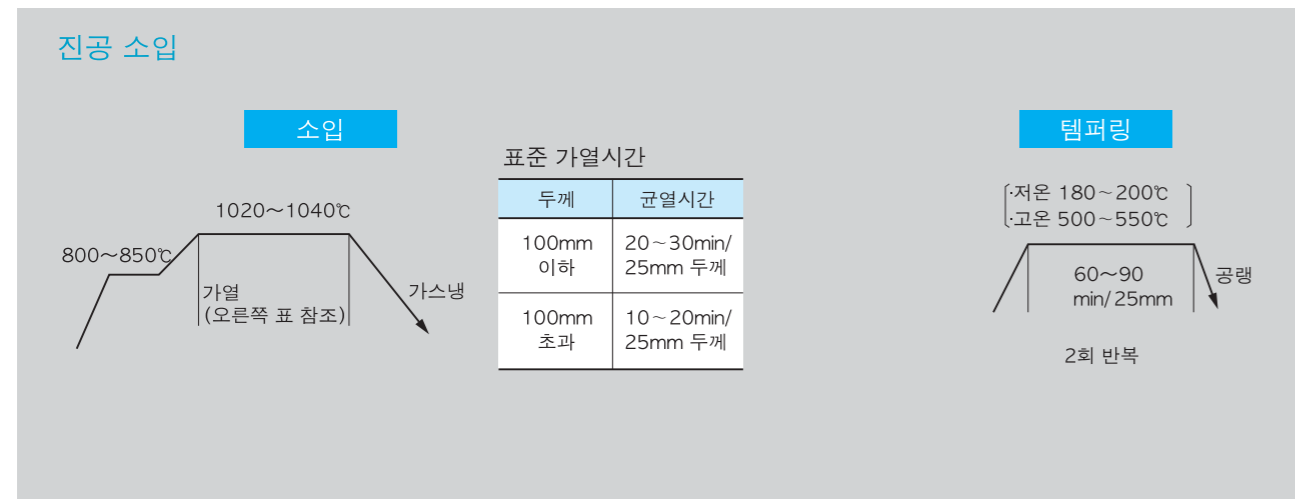 진공 소입
소입
1020～1040℃
800～850℃
가열
(오른쪽 표 참조)
가스냉
표준 가열시간
두께 균열시간
100mm 20～30min/
이하 25mm 두께
100mm 10～20min/
초과 25mm 두께
템퍼링
·저온 180～200℃
·고온 500～550℃
60～90
min/25mm
공랭
2회 반복